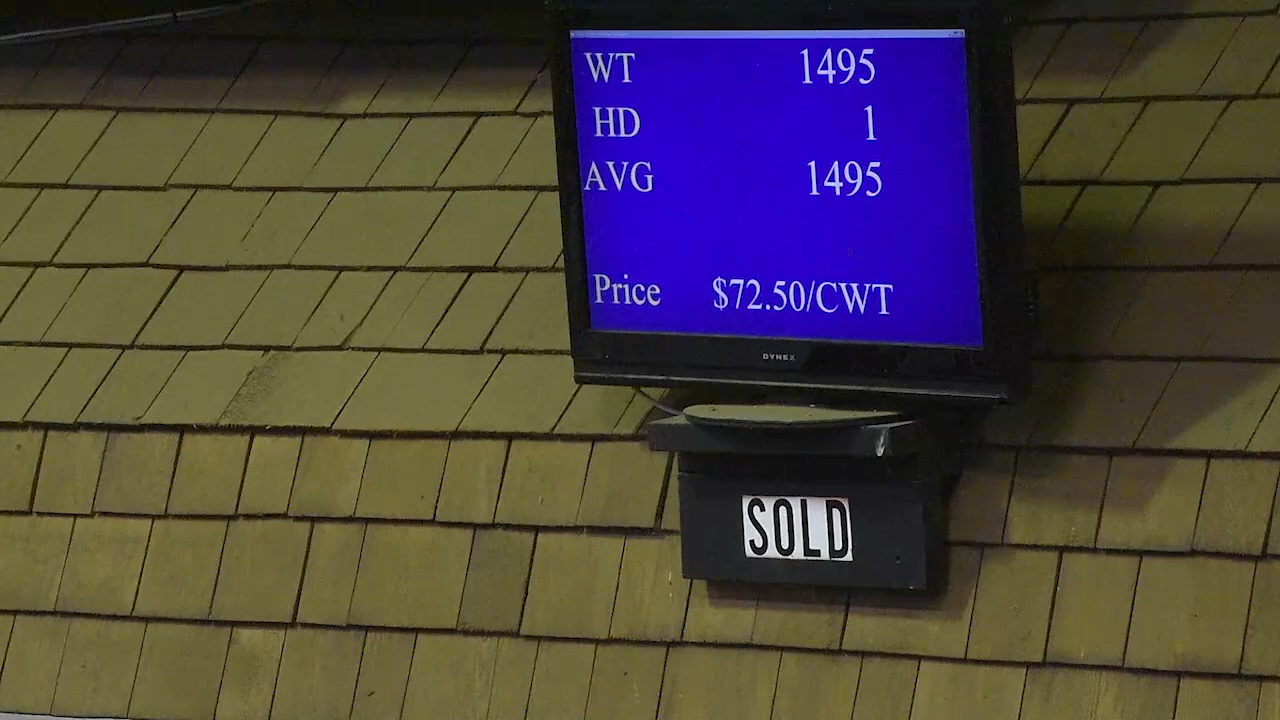 WT 1495
HD 1
AVG 1495
Price $72.50/CWT
DYNEX
SOLD